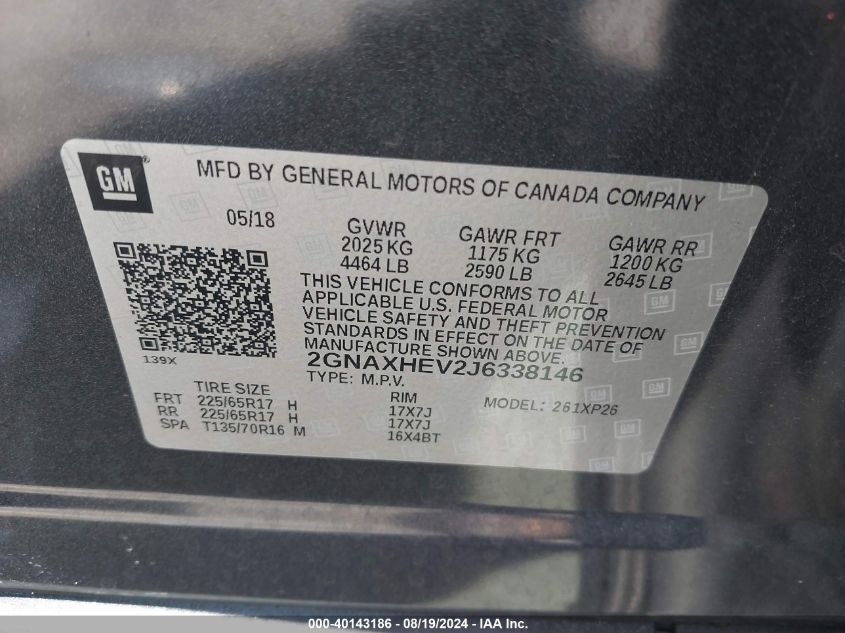 GM
MFD BY GENERAL MOTORS OF CANADA COMPANY
05/18
GVWR
2025 KG
4464 LB
GAWR FRT
1175 KG
2590 LB
GAWR RR
1200 KG
2645 LB
THIS VEHICLE CONFORMS TO ALL
APPLICABLE U.S. FEDERAL MOTOR
VEHICLE SAFETY AND THEFT PREVENTION
STANDARDS IN EFFECT ON THE DATE OF
MANUFACTURE SHOWN ABOVE.
139X
2GNAXHEV2J6338146
TYPE: M.P.V.
MODEL: 261XP26
TIRE SIZE
RIM
FRT 225/65R17 H 17X7J
RR 225/65R17 H 17X7J
SPA T135/70R16 M 16X4BT
000-40143186 - 08/19/2024 - IAA Inc.